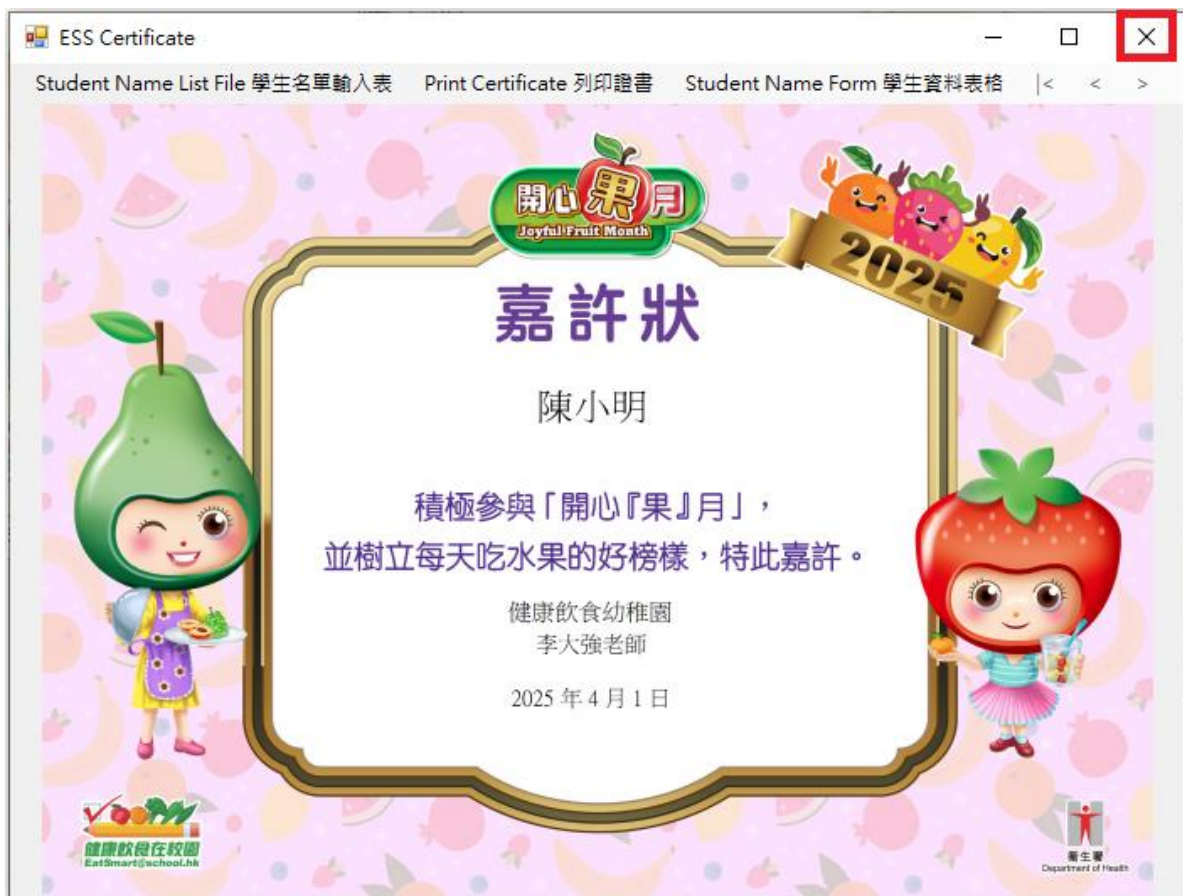 ESS Certificate
Student Name List File 學生名單輸入表 Print Certificate 列印證書 Student Name Form 學生資料表格 |< < >
開心果月
Joyful Fruit Month
2025
嘉許狀
陳小明
積極參與「開心『果』月」，
並樹立每天吃水果的好榜樣，特此嘉許。
健康飲食幼稚園
李大強老師
2025 年 4 月 1 日
健康飲食在校園
EatSmart@school.hk
衞生署
Department of Health